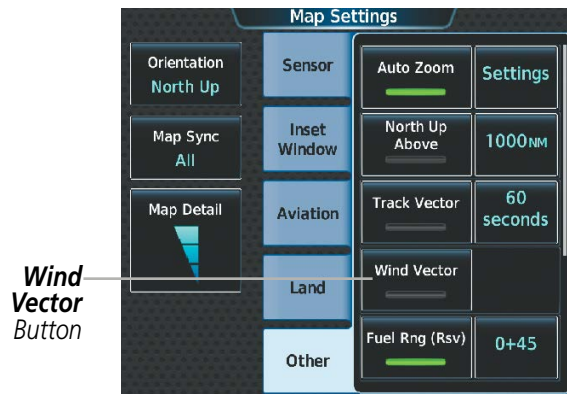 Map Settings
Orientation
North Up
Map Sync
All
Map Detail
Sensor
Inset
Window
Aviation
Land
Other
Auto Zoom
Settings
North Up
Above
1000NM
Track Vector
60
seconds
Wind Vector
Fuel Rng (Rsv)
0+45
Wind
Vector
Button